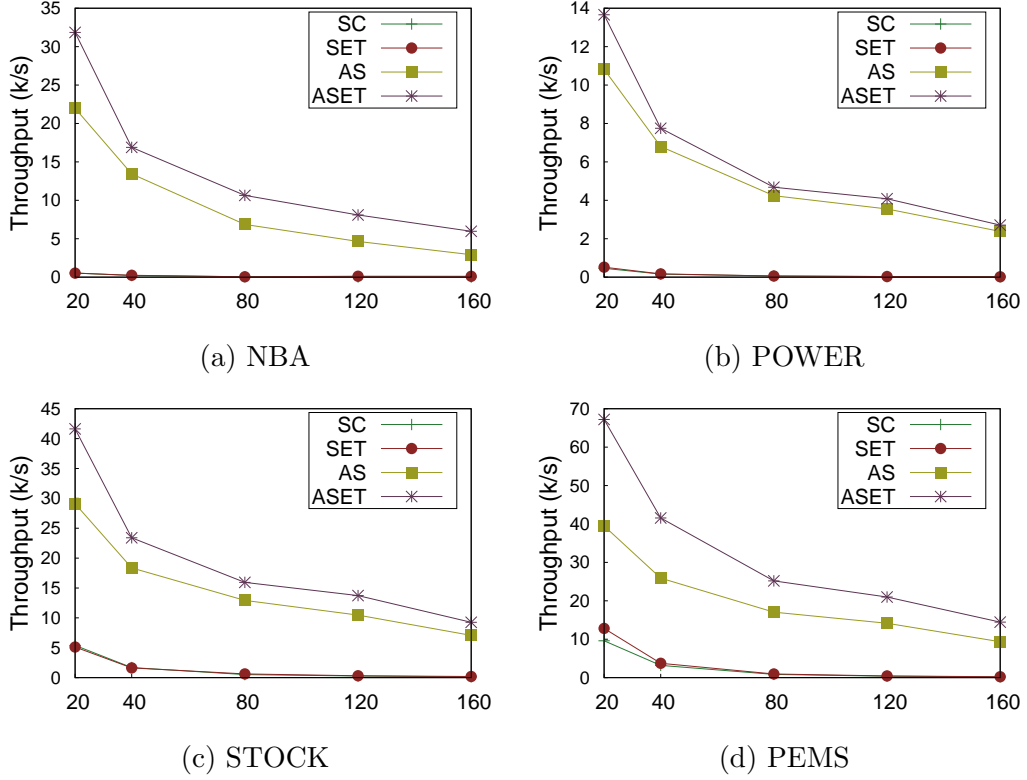 35
30
25
20
15
10
5
0
Throughput (k/s)
20 40 80 120 160
SC
SET
AS
ASET
(a) NBA
14
12
10
8
6
4
2
0
Throughput (k/s)
20 40 80 120 160
SC
SET
AS
ASET
(b) POWER
45
40
35
30
25
20
15
10
5
0
Throughput (k/s)
20 40 80 120 160
SC
SET
AS
ASET
(c) STOCK
70
60
50
40
30
20
10
0
Throughput (k/s)
20 40 80 120 160
SC
SET
AS
ASET
(d) PEMS